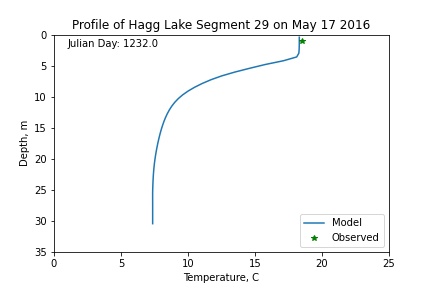 Profile of Hagg Lake Segment 29 on May 17 2016
Julian Day: 1232.0
0
5
10
15
20
25
30
35
Depth, m
0 5 10 15 20 25
Temperature, C
Model
Observed